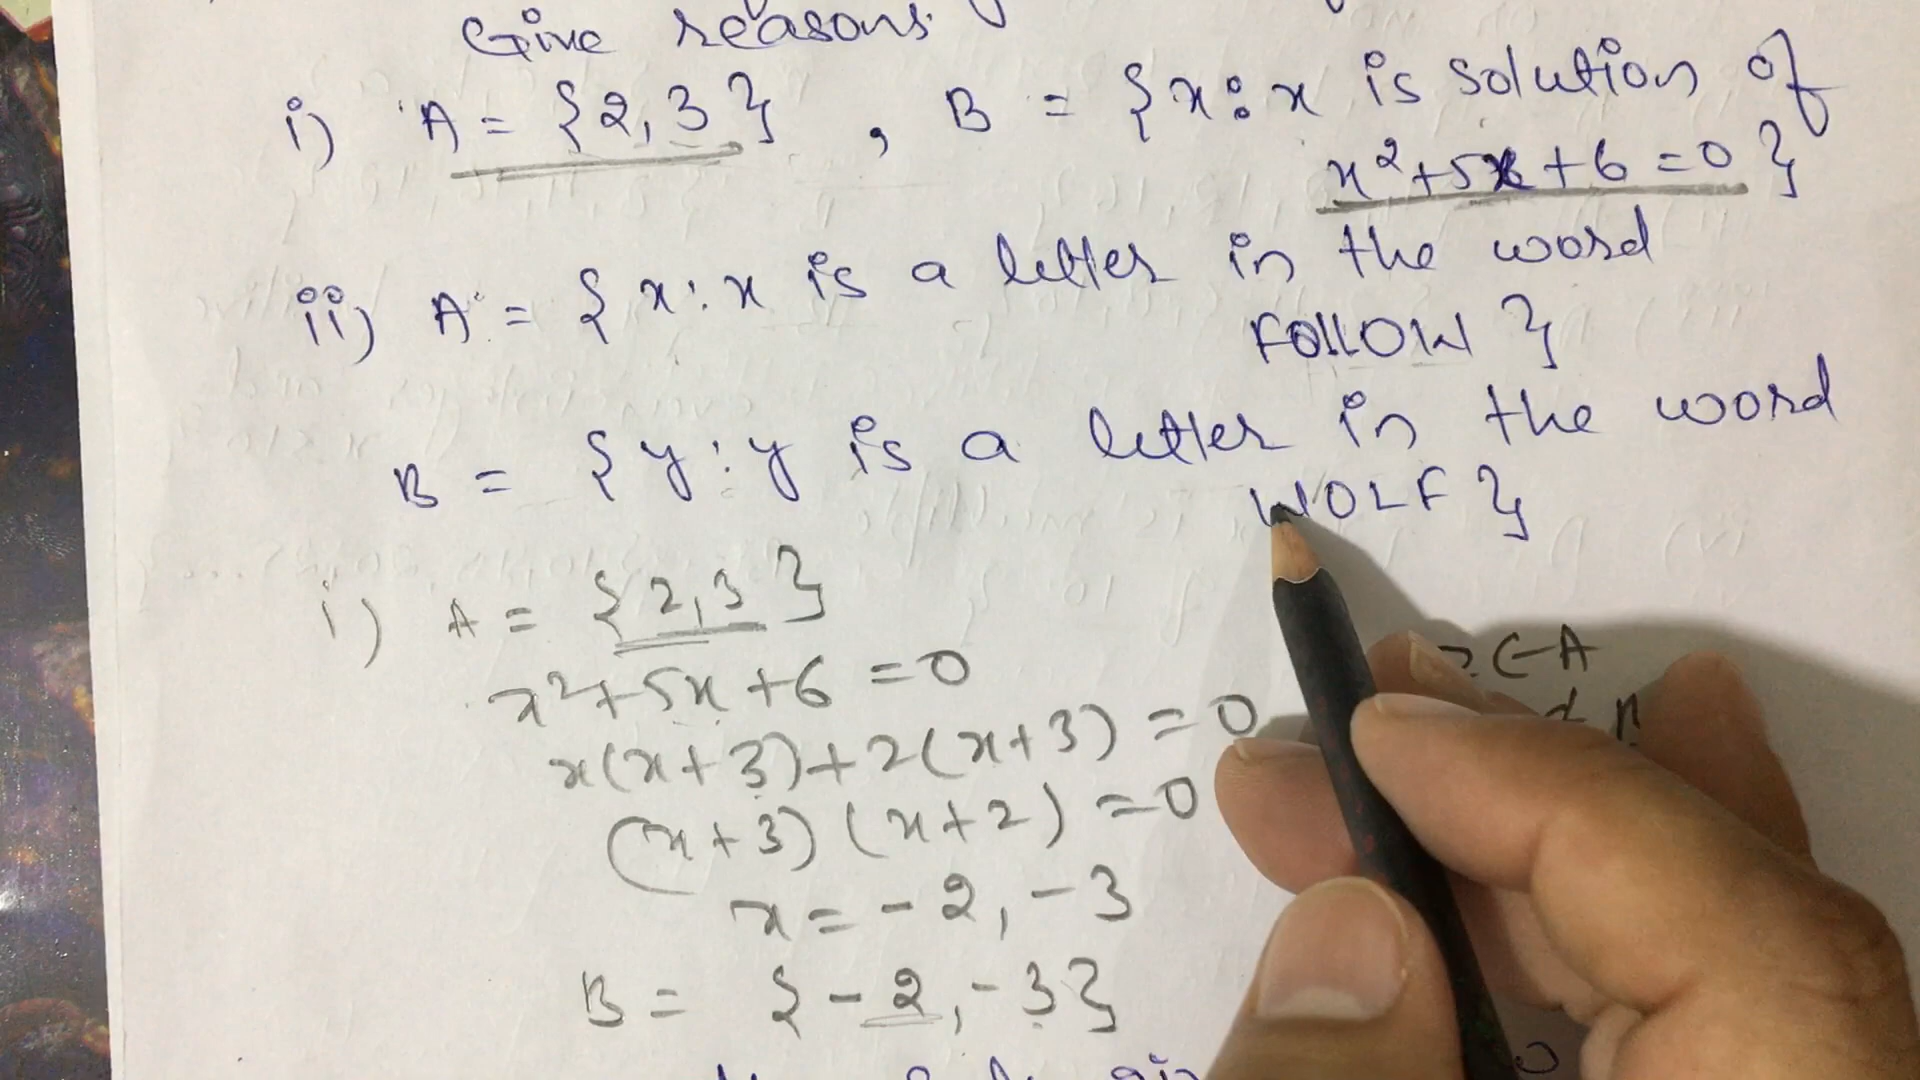 Give reasons.
i) A = {2,3} , B = {x:x is solution of
x²+5x+6=0}
ii) A = {x:x is a letter in the word
FOLLOW}
B = {y:y is a letter in the word
WOLF}
i) A = {2,3}
x²+5x+6=0
x(x+3)+2(x+3)=0
(x+3)(x+2)=0
x=-2,-3
B = {-2,-3}
∈A